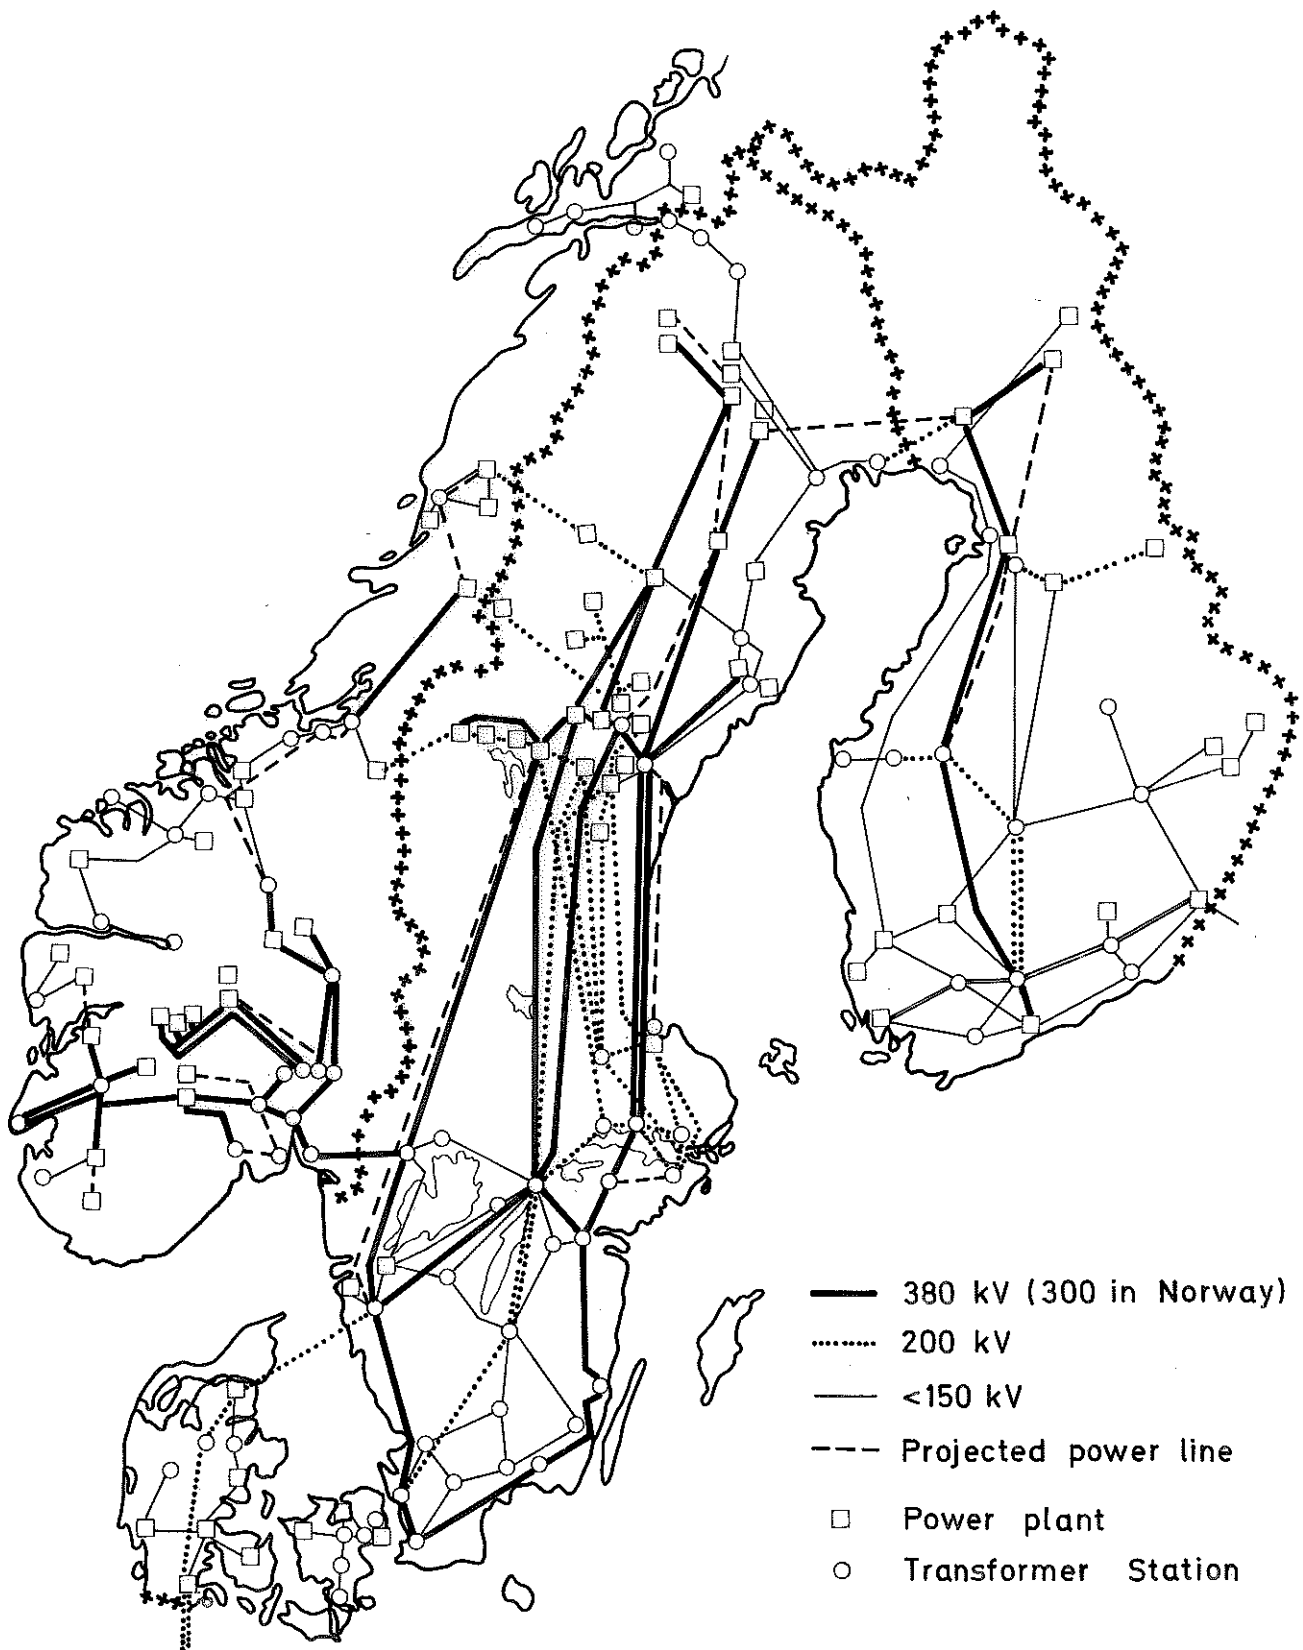 380 kV (300 in Norway)
200 kV
<150 kV
Projected power line
Power plant
Transformer Station